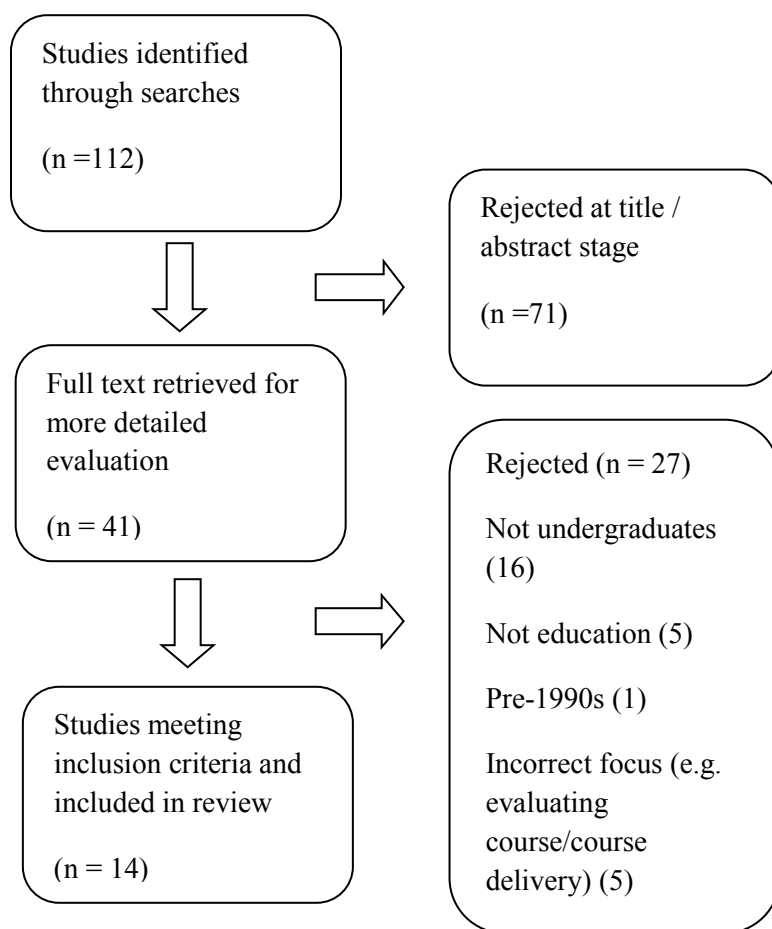 Studies identified
through searches
(n =112)
Rejected at title /
abstract stage
(n =71)
Full text retrieved for
more detailed
evaluation
(n = 41)
Rejected (n = 27)
Not undergraduates
(16)
Not education (5)
Pre-1990s (1)
Incorrect focus (e.g.
evaluating
course/course
delivery) (5)
Studies meeting
inclusion criteria and
included in review
(n = 14)